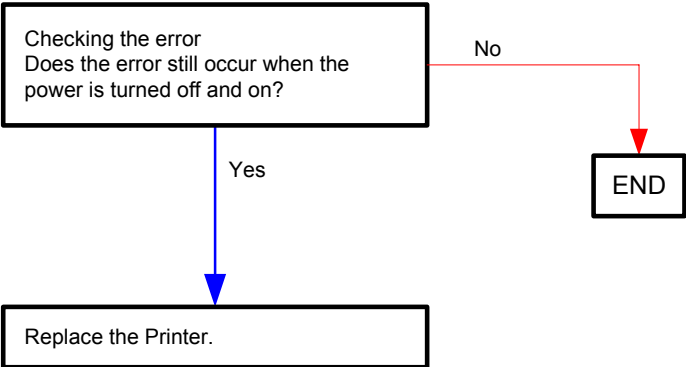 Checking the error
Does the error still occur when the
power is turned off and on?
No
Yes
END
Replace the Printer.